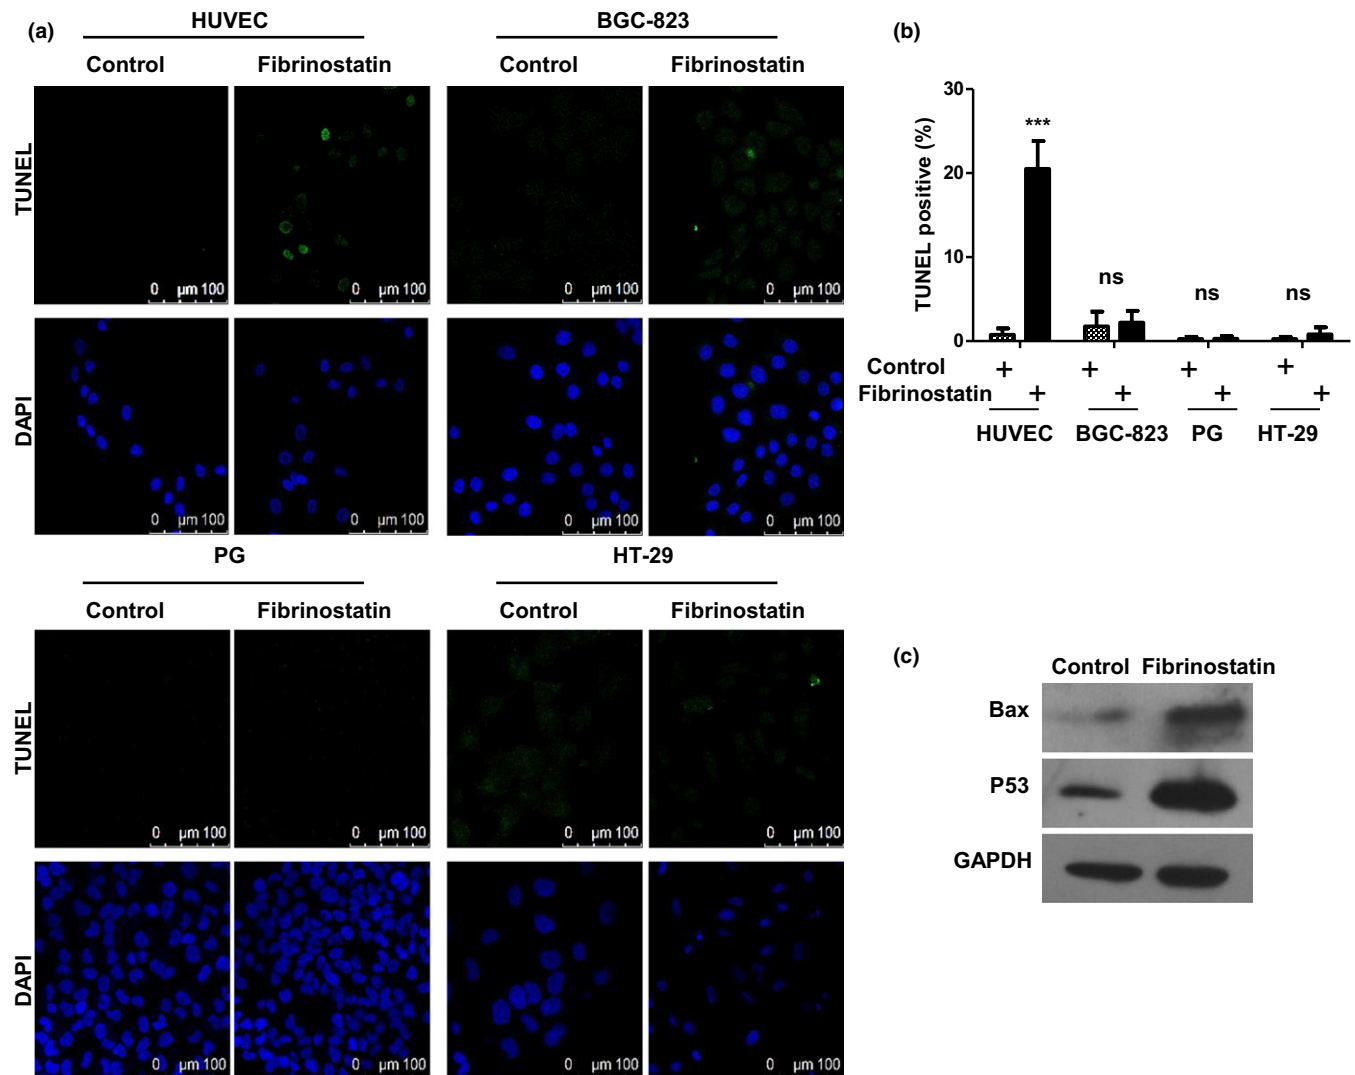 (a)
HUVEC
BGC-823
Control
Fibrinostatin
Control
Fibrinostatin
TUNEL
0 µm 100
0 µm 100
0 µm 100
0 µm 100
DAPI
0 µm 100
0 µm 100
0 µm 100
0 µm 100
PG
HT-29
Control
Fibrinostatin
Control
Fibrinostatin
TUNEL
0 µm 100
0 µm 100
0 µm 100
0 µm 100
DAPI
0 µm 100
0 µm 100
0 µm 100
0 µm 100
(b)
TUNEL positive (%)
30
20
10
0
***
ns
ns
ns
Control + + + +
Fibrinostatin + + + +
HUVEC BGC-823 PG HT-29
(c)
Control Fibrinostatin
Bax
P53
GAPDH